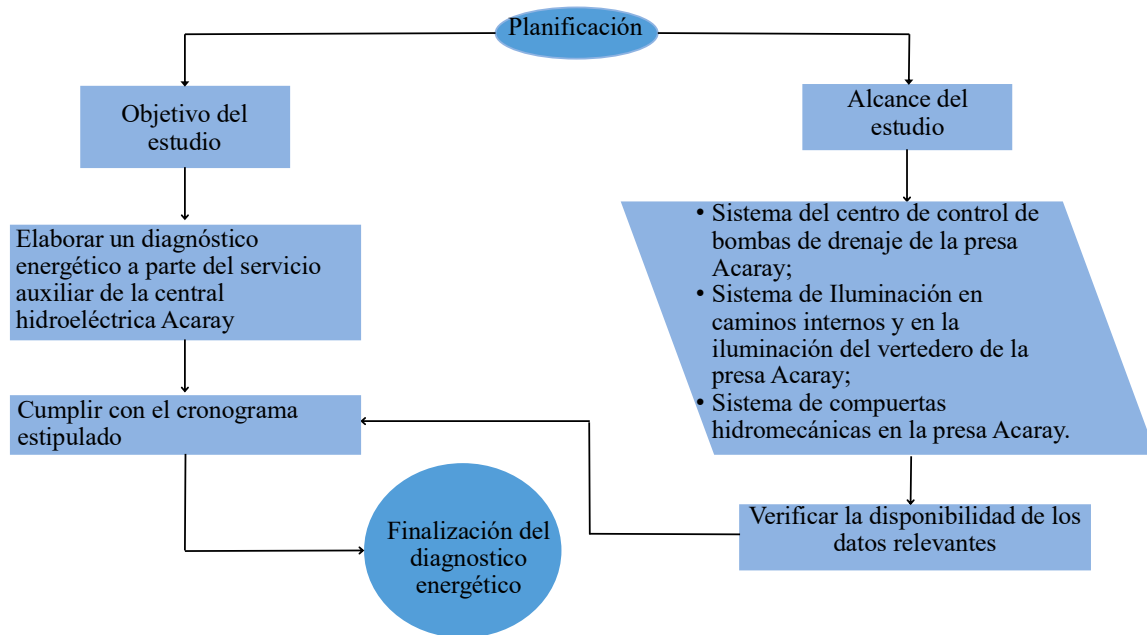 Planificación
Objetivo del
estudio
Elaborar un diagnóstico
energético a parte del servicio
auxiliar de la central
hidroeléctrica Acaray
Cumplir con el cronograma
estipulado
Finalización del
diagnostico
energético
Alcance del
estudio
• Sistema del centro de control de
bombas de drenaje de la presa
Acaray;
• Sistema de Iluminación en
caminos internos y en la
iluminación del vertedero de la
presa Acaray;
• Sistema de compuertas
hidromecánicas en la presa Acaray.
Verificar la disponibilidad de los
datos relevantes